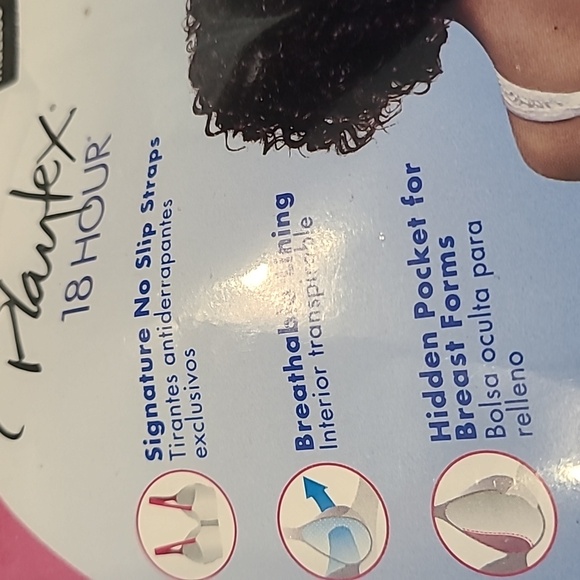 Playtex
18 HOUR
Signature No Slip Straps
Tirantes antiderrapantes
exclusivos
Breathable Lining
Interior transpirable
Hidden Pocket for
Breast Forms
Bolsa oculta para
relleno